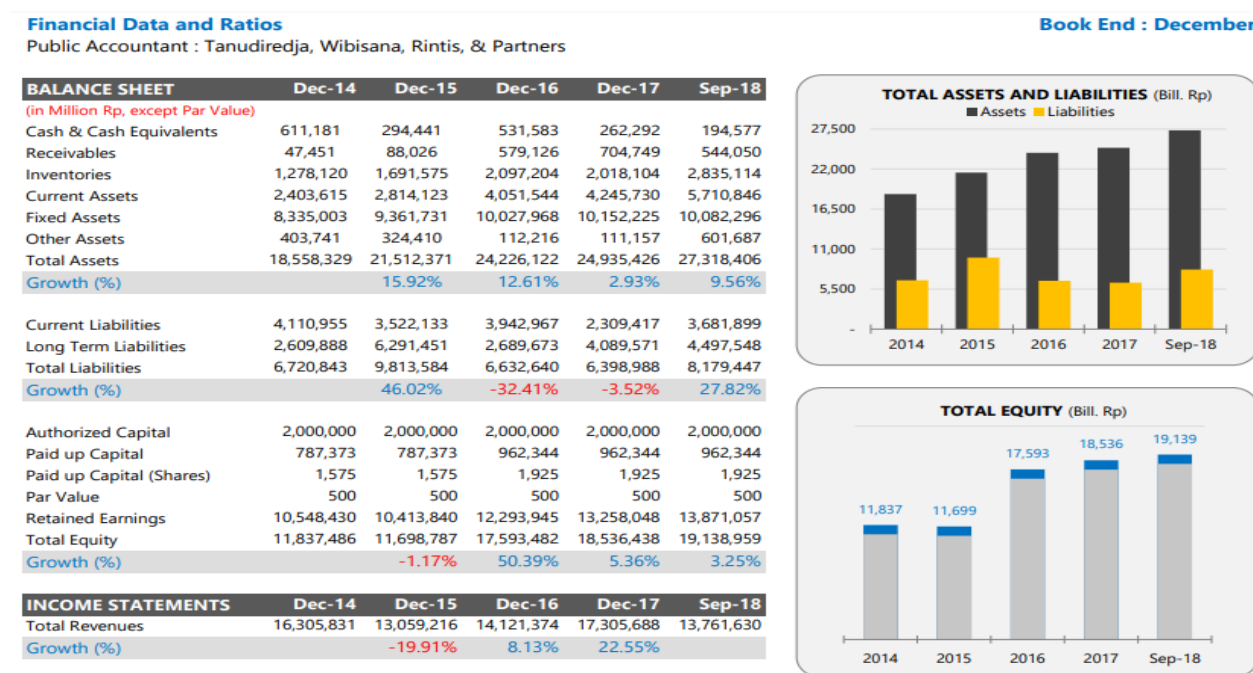 Financial Data and Ratios Book End : December
Public Accountant : Tanudiredja, Wibisana, Rintis, & Partners
BALANCE SHEET Dec-14 Dec-15 Dec-16 Dec-17 Sep-18
(in Million Rp, except Par Value)
Cash & Cash Equivalents 611,181 294,441 531,583 262,292 194,577
Receivables 47,451 88,026 579,126 704,749 544,050
Inventories 1,278,120 1,691,575 2,097,204 2,018,104 2,835,114
Current Assets 2,403,615 2,814,123 4,051,544 4,245,730 5,710,846
Fixed Assets 8,335,003 9,361,731 10,027,968 10,152,225 10,082,296
Other Assets 403,741 324,410 112,216 111,157 601,687
Total Assets 18,558,329 21,512,371 24,226,122 24,935,426 27,318,406
Growth (%) 15.92% 12.61% 2.93% 9.56%
Current Liabilities 4,110,955 3,522,133 3,942,967 2,309,417 3,681,899
Long Term Liabilities 2,609,888 6,291,451 2,689,673 4,089,571 4,497,548
Total Liabilities 6,720,843 9,813,584 6,632,640 6,398,988 8,179,447
Growth (%) 46.02% -32.41% -3.52% 27.82%
Authorized Capital 2,000,000 2,000,000 2,000,000 2,000,000 2,000,000
Paid up Capital 787,373 787,373 962,344 962,344 962,344
Paid up Capital (Shares) 1,575 1,575 1,925 1,925 1,925
Par Value 500 500 500 500 500
Retained Earnings 10,548,430 10,413,840 12,293,945 13,258,048 13,871,057
Total Equity 11,837,486 11,698,787 17,593,482 18,536,438 19,138,959
Growth (%) -1.17% 50.39% 5.36% 3.25%
INCOME STATEMENTS Dec-14 Dec-15 Dec-16 Dec-17 Sep-18
Total Revenues 16,305,831 13,059,216 14,121,374 17,305,688 13,761,630
Growth (%) -19.91% 8.13% 22.55%
TOTAL ASSETS AND LIABILITIES (Bill. Rp)
Assets Liabilities
27,500
22,000
16,500
11,000
5,500
-
2014 2015 2016 2017 Sep-18
TOTAL EQUITY (Bill. Rp)
11,837 11,699 17,593 18,536 19,139
2014 2015 2016 2017 Sep-18